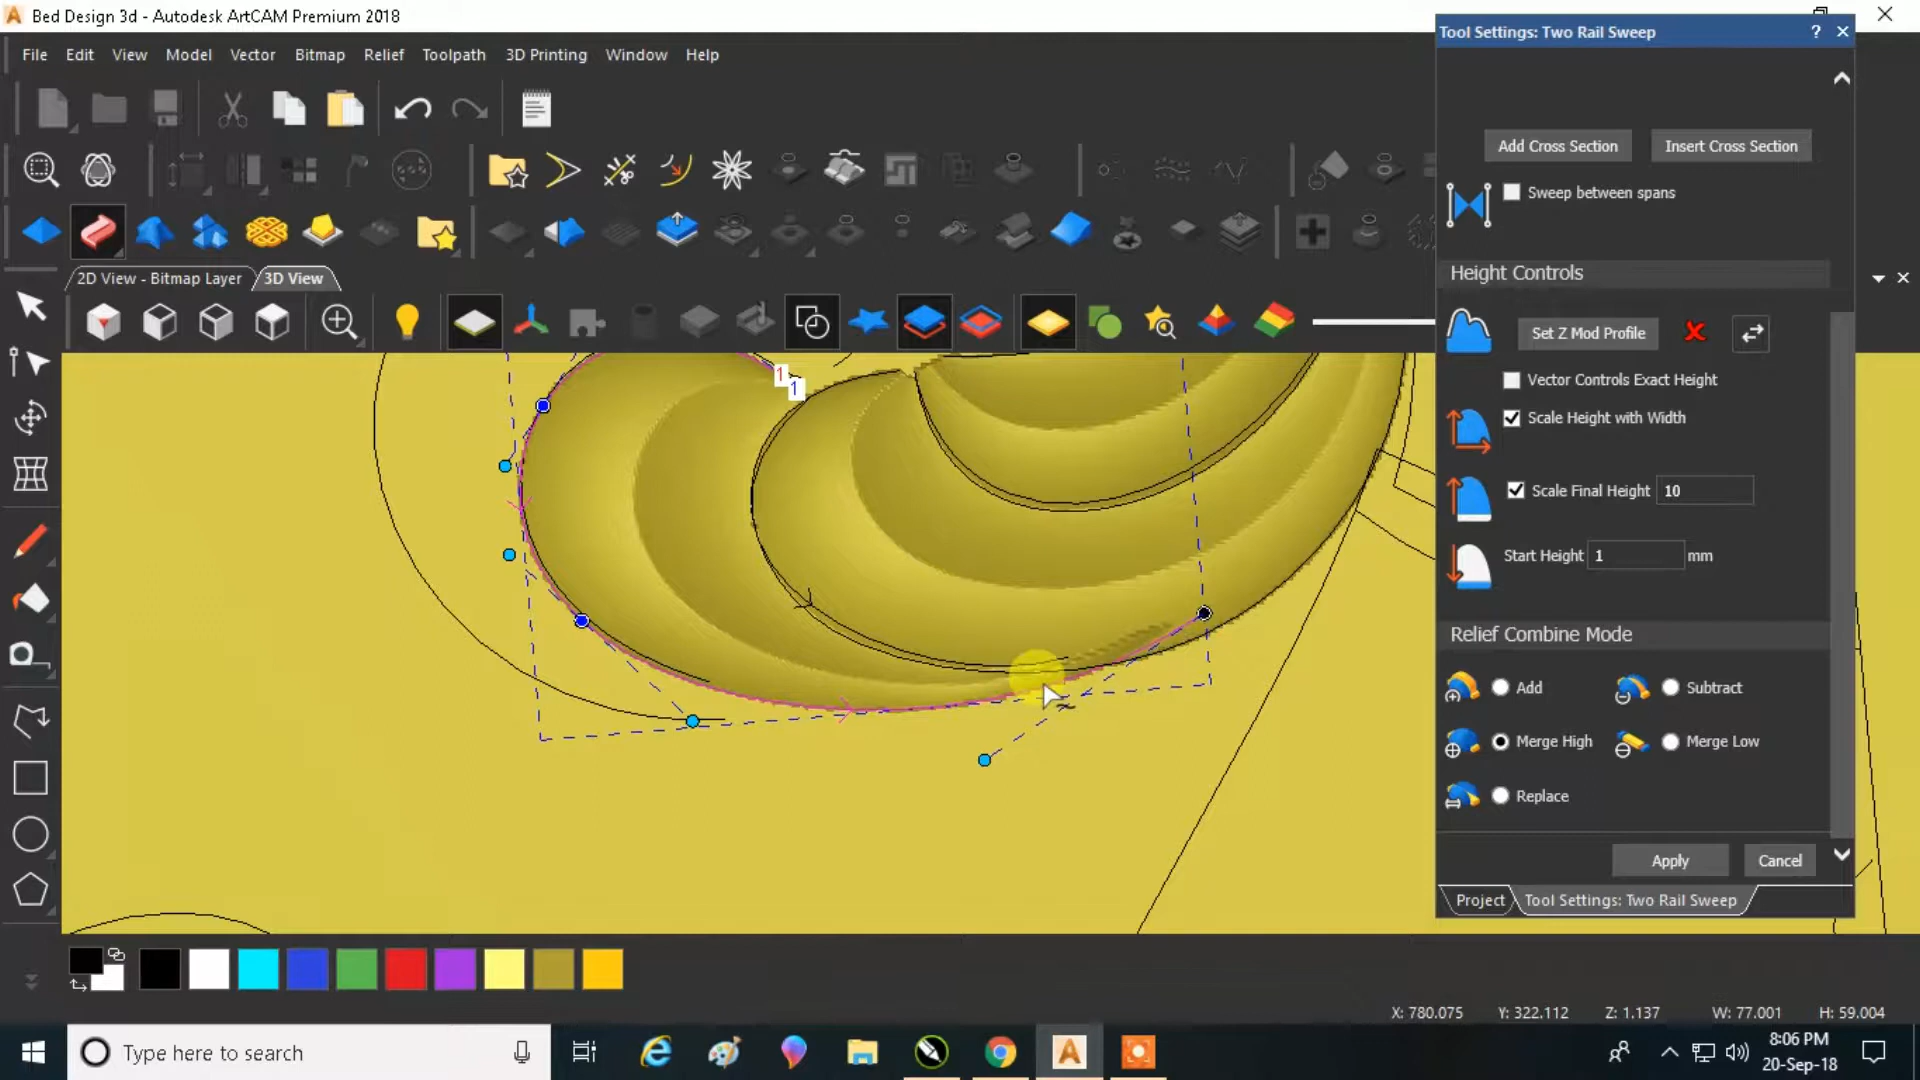 Bed Design 3d - Autodesk ArtCAM Premium 2018
File Edit View Model Vector Bitmap Relief Toolpath 3D Printing Window Help
Tool Settings: Two Rail Sweep
Add Cross Section Insert Cross Section
Sweep between spans
Height Controls
Set Z Mod Profile
Vector Controls Exact Height
Scale Height with Width
Scale Final Height 10
Start Height 1 mm
Relief Combine Mode
Add Subtract
Merge High Merge Low
Replace
Apply Cancel
Project Tool Settings: Two Rail Sweep
2D View - Bitmap Layer 3D View
1
1
X: 780.075 Y: 322.112 Z: 1.137 W: 77.001 H: 59.004
Type here to search
8:06 PM
20-Sep-18